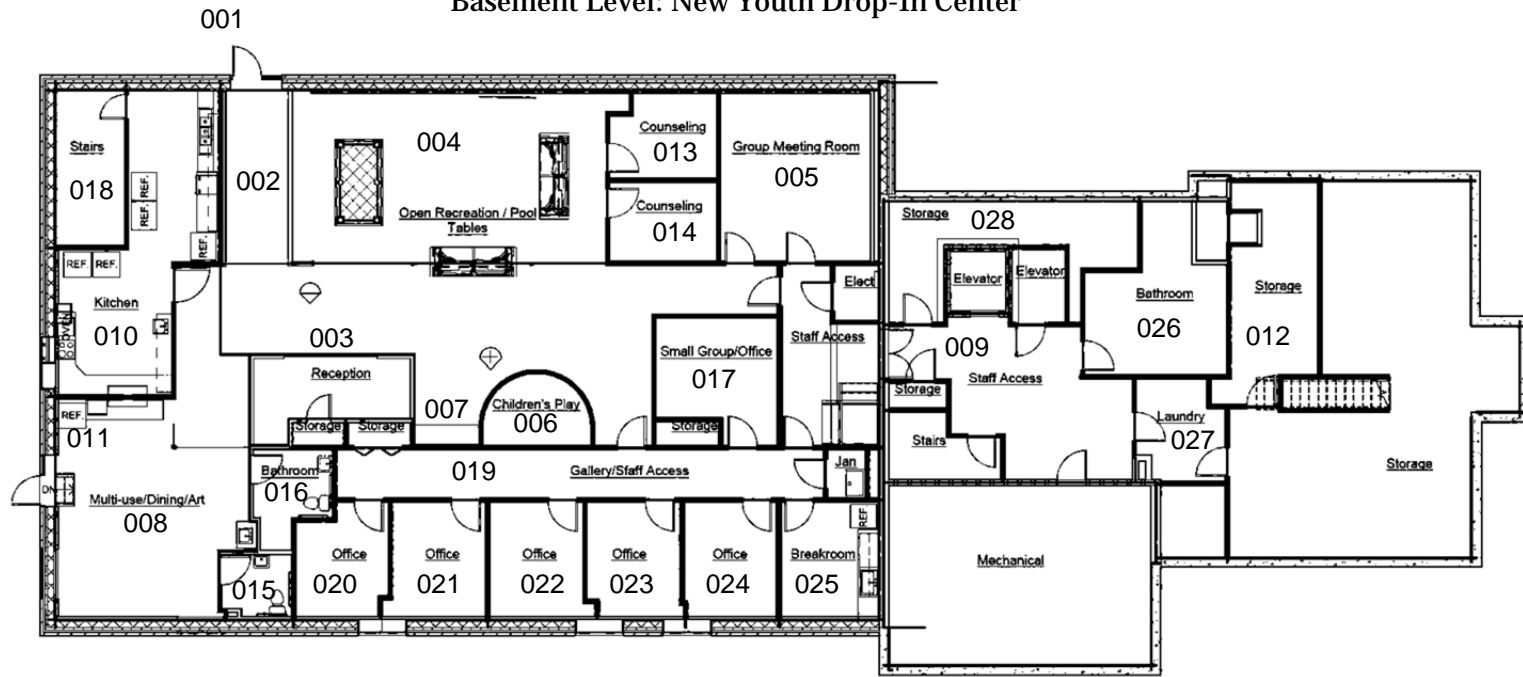 Basement Level: New Youth Drop-In Center
001
Stairs
018
REF.
REF.
REF.
002
004
Open Recreation / Pool
Tables
Counseling
013
Counseling
014
Group Meeting Room
005
Storage
028
Elevator
Elevator
Bathroom
026
Storage
012
REF.
REF.
Kitchen
010
OVEN
003
Reception
Storage
Storage
007
Children's Play
006
Small Group/Office
017
Storage
Elect
Staff Access
009
Staff Access
Storage
Stairs
Laundry
027
Storage
REF.
011
DN
Multi-use/Dining/Art
008
Bathroom
016
015
019
Gallery/Sfaff Access
Jan
Office
020
Office
021
Office
022
Office
023
Office
024
Breakroom
025
REF
Mechanical